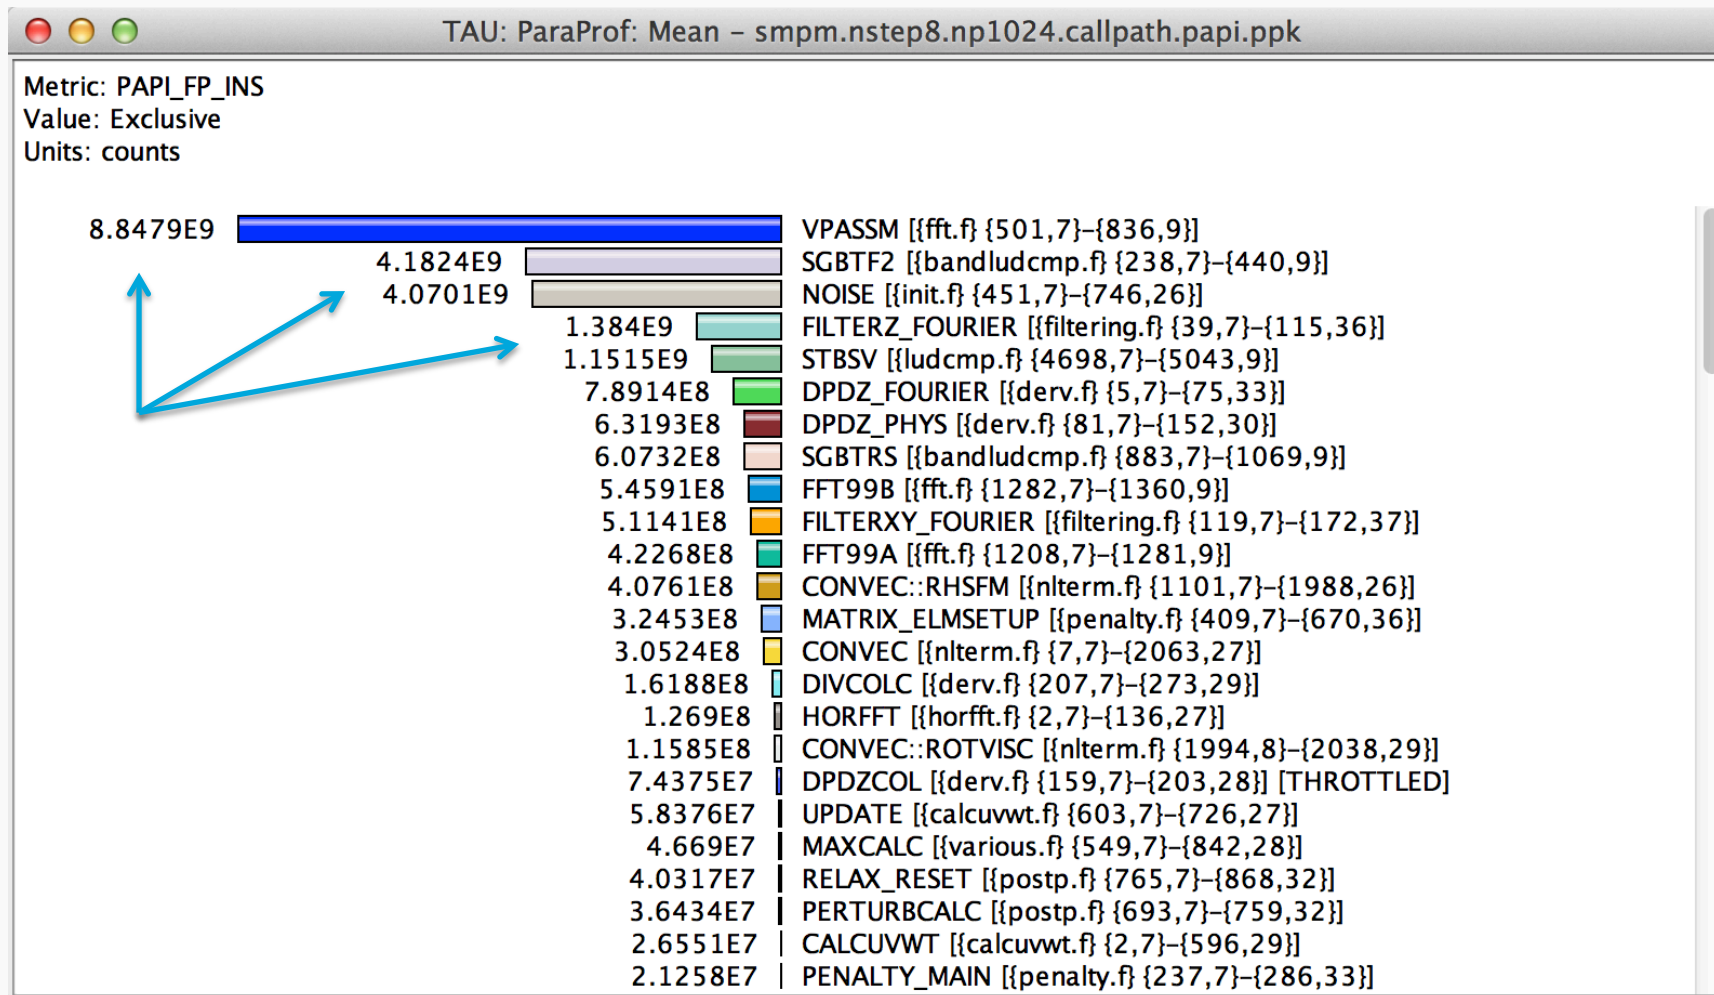 TAU: ParaProf: Mean – smpm.nstep8.np1024.callpath.papi.ppk
Metric: PAPI_FP_INS
Value: Exclusive
Units: counts
8.8479E9 VPASSM [{fft.f} {501,7}–{836,9}]
4.1824E9 SGBTF2 [{bandludcmp.f} {238,7}–{440,9}]
4.0701E9 NOISE [{init.f} {451,7}–{746,26}]
1.384E9 FILTERZ_FOURIER [{filtering.f} {39,7}–{115,36}]
1.1515E9 STBSV [{ludcmp.f} {4698,7}–{5043,9}]
7.8914E8 DPDZ_FOURIER [{derv.f} {5,7}–{75,33}]
6.3193E8 DPDZ_PHYS [{derv.f} {81,7}–{152,30}]
6.0732E8 SGBTRS [{bandludcmp.f} {883,7}–{1069,9}]
5.4591E8 FFT99B [{fft.f} {1282,7}–{1360,9}]
5.1141E8 FILTERXY_FOURIER [{filtering.f} {119,7}–{172,37}]
4.2268E8 FFT99A [{fft.f} {1208,7}–{1281,9}]
4.0761E8 CONVEC::RHSFM [{nlterm.f} {1101,7}–{1988,26}]
3.2453E8 MATRIX_ELMSETUP [{penalty.f} {409,7}–{670,36}]
3.0524E8 CONVEC [{nlterm.f} {7,7}–{2063,27}]
1.6188E8 DIVCOLC [{derv.f} {207,7}–{273,29}]
1.269E8 HORFFT [{horfft.f} {2,7}–{136,27}]
1.1585E8 CONVEC::ROTVISC [{nlterm.f} {1994,8}–{2038,29}]
7.4375E7 DPDZCOL [{derv.f} {159,7}–{203,28}] [THROTTLED]
5.8376E7 UPDATE [{calcuvwt.f} {603,7}–{726,27}]
4.669E7 MAXCALC [{various.f} {549,7}–{842,28}]
4.0317E7 RELAX_RESET [{postp.f} {765,7}–{868,32}]
3.6434E7 PERTURBCALC [{postp.f} {693,7}–{759,32}]
2.6551E7 CALCUVWT [{calcuvwt.f} {2,7}–{596,29}]
2.1258E7 PENALTY_MAIN [{penalty.f} {237,7}–{286,33}]